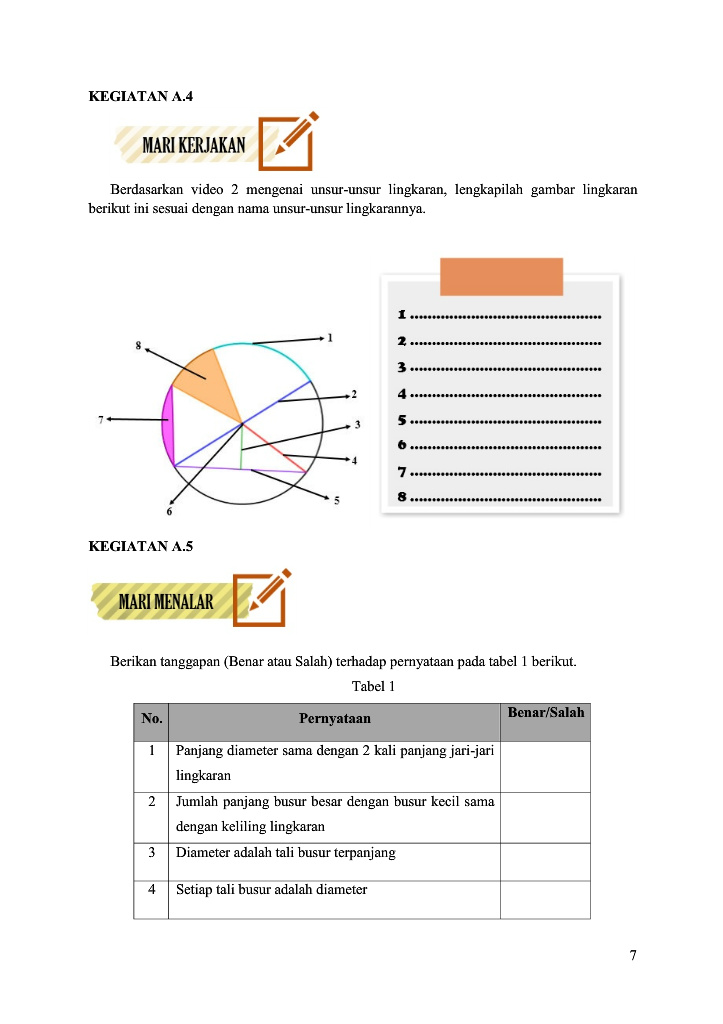 KEGIATAN A.4
MARI KERJAKAN
Berdasarkan video 2 mengenai unsur-unsur lingkaran, lengkapilah gambar lingkaran
berikut ini sesuai dengan nama unsur-unsur lingkarannya.
8
1
2
7
3
4
5
6
1 ............................................
2 ............................................
3 ............................................
4 ............................................
5 ............................................
6 ............................................
7 ............................................
8 ............................................
KEGIATAN A.5
MARI MENALAR
Berikan tanggapan (Benar atau Salah) terhadap pernyataan pada tabel 1 berikut.
Tabel 1
No. Pernyataan Benar/Salah
1 Panjang diameter sama dengan 2 kali panjang jari-jari
lingkaran
2 Jumlah panjang busur besar dengan busur kecil sama
dengan keliling lingkaran
3 Diameter adalah tali busur terpanjang
4 Setiap tali busur adalah diameter
7